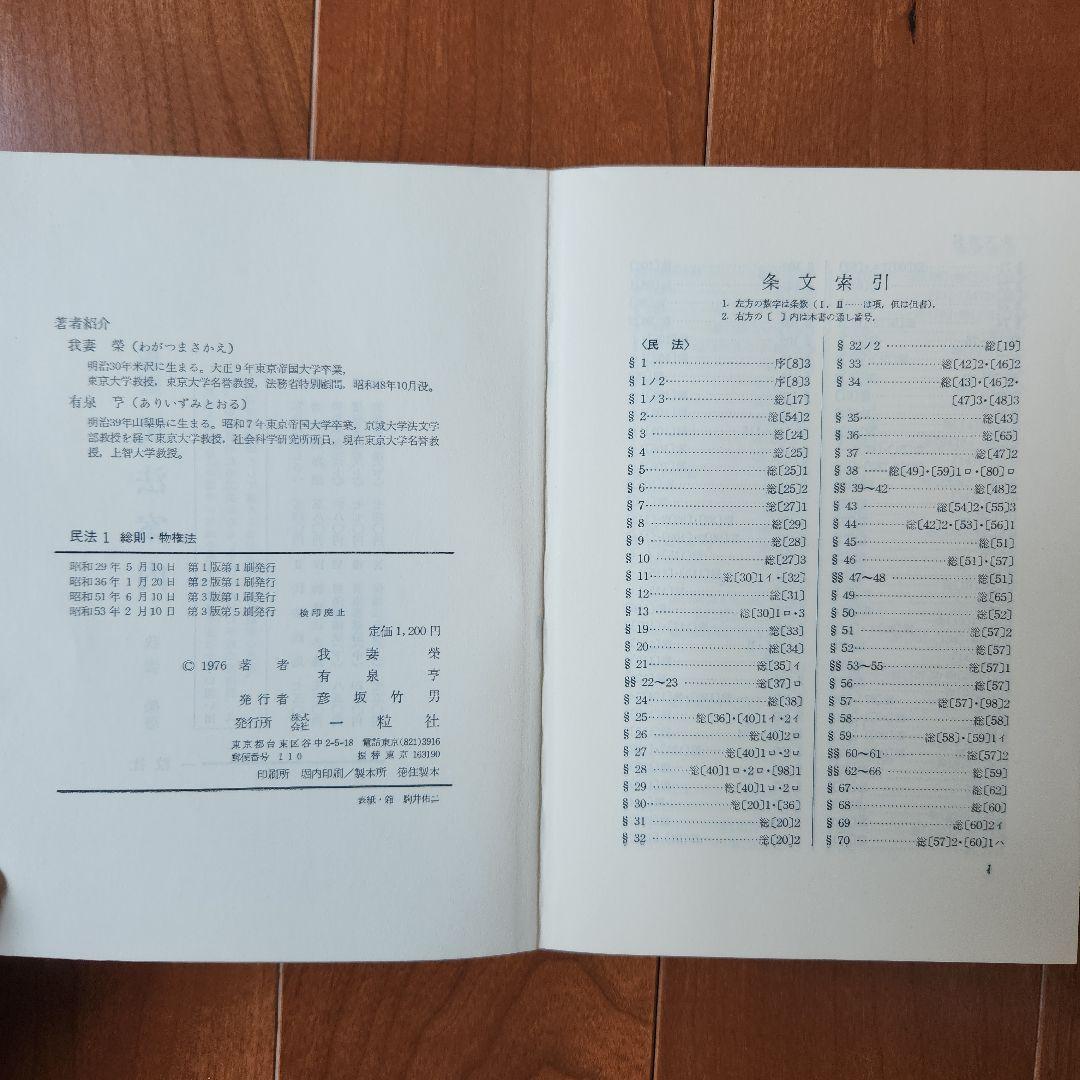 著者紹介
我妻 榮(わがつまさかえ)
明治30年米沢に生まる。大正9年東京帝国大学卒業,
東京大学教授,東京大学名誉教授,法務省特別顧問,昭和48年10月没。
有泉 亨(ありいずみとおる)
明治39年山梨県に生まる。昭和7年東京帝国大学卒業,京城大学法文学
部教授を経て東京大学教授,社会科学研究所所員,現在東京大学名誉教
授,上智大学教授。
民法1 総則・物権法
昭和29年5月10日 第1版第1刷発行
昭和36年1月20日 第2版第1刷発行
昭和51年6月10日 第3版第1刷発行
昭和53年2月10日 第3版第5刷発行 検印廃止
定価1,200円
© 1976 著者 我妻榮
有泉亨
発行者 彦坂竹男
発行所 株式会社 一粒社
東京都台東区谷中2-5-18 電話東京(821)3916
郵便番号 110 振替東京 163190
印刷所 堀内印刷/製本所 徳住製本
表紙・箱 駒井佑二
条文索引
1. 左方の数字は条数(Ⅰ,Ⅱ……は項,但は但書).
2. 右方の〔 〕内は本書の通し番号.
〈民 法〉
§ 1 ……序〔8〕3
§ 1ノ2……序〔8〕3
§ 1ノ3……総〔17〕
§ 2……総〔54〕2
§ 3 ……総〔24〕
§ 4 ……総〔25〕
§ 5……総〔25〕1
§ 6……総〔25〕2
§ 7……総〔27〕1
§ 8 ……総〔29〕
§ 9 ……総〔28〕
§ 10 ……総〔27〕3
§ 11……総〔30〕1イ・〔32〕
§ 12……総〔31〕
§ 13 ……総〔30〕1ロ・3
§ 19……総〔33〕
§ 20……総〔34〕
§ 21……総〔35〕イ
§§ 22〜23 ……総〔37〕ロ
§ 24……総〔38〕
§ 25……総〔36〕・〔40〕1イ・2イ
§ 26 ……総〔40〕2ロ
§ 27 ……総〔40〕1ロ・2ロ
§ 28 ……総〔40〕1ロ・2ロ・〔98〕1
§ 29 ……総〔40〕1ロ・2ロ
§ 30……総〔20〕1・〔36〕
§ 31 ……総〔20〕2
§ 32……総〔20〕2
§ 32ノ2 ……総〔19〕
§ 33 ……総〔42〕2・〔46〕2
§ 34 ……総〔43〕・〔46〕2・
〔47〕3・〔48〕3
§ 35……総〔43〕
§ 36……総〔65〕
§ 37 ……総〔47〕2
§ 38 ……総〔49〕・〔59〕1ロ・〔80〕ロ
§§ 39〜42……総〔48〕2
§ 43 ……総〔54〕2・〔55〕3
§ 44……総〔42〕2・〔53〕・〔56〕1
§ 45……総〔51〕
§ 46 ……総〔51〕・〔57〕
§§ 47〜48 ……総〔51〕
§ 49……総〔65〕
§ 50……総〔52〕
§ 51 ……総〔57〕2
§ 52……総〔57〕
§§ 53〜55……総〔57〕1
§ 56……総〔57〕
§ 57……総〔57〕・〔98〕2
§ 58……総〔58〕
§ 59……総〔58〕・〔59〕1イ
§§ 60〜61……総〔57〕2
§§ 62〜66……総〔59〕
§ 67……総〔62〕
§ 68……総〔60〕
§ 69 ……総〔60〕2イ
§ 70 ……総〔57〕2・〔60〕1ハ
1